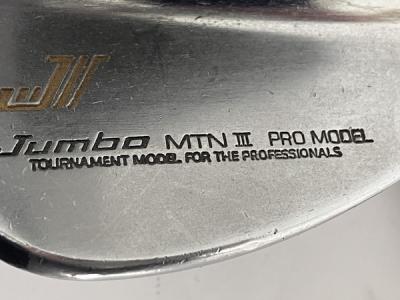 Jumbo MTN III PRO MODEL
TOURNAMENT MODEL FOR THE PROFESSIONALS